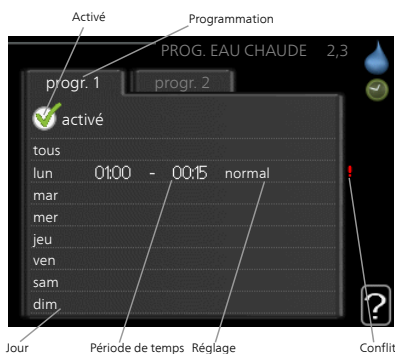 Activé
Programmation
PROG. EAU CHAUDE 2,3
progr. 1 progr. 2
activé
tous
lun 01:00 - 00:15 normal !
mar
mer
jeu
ven
sam
dim
?
Jour Période de temps Réglage Conflit